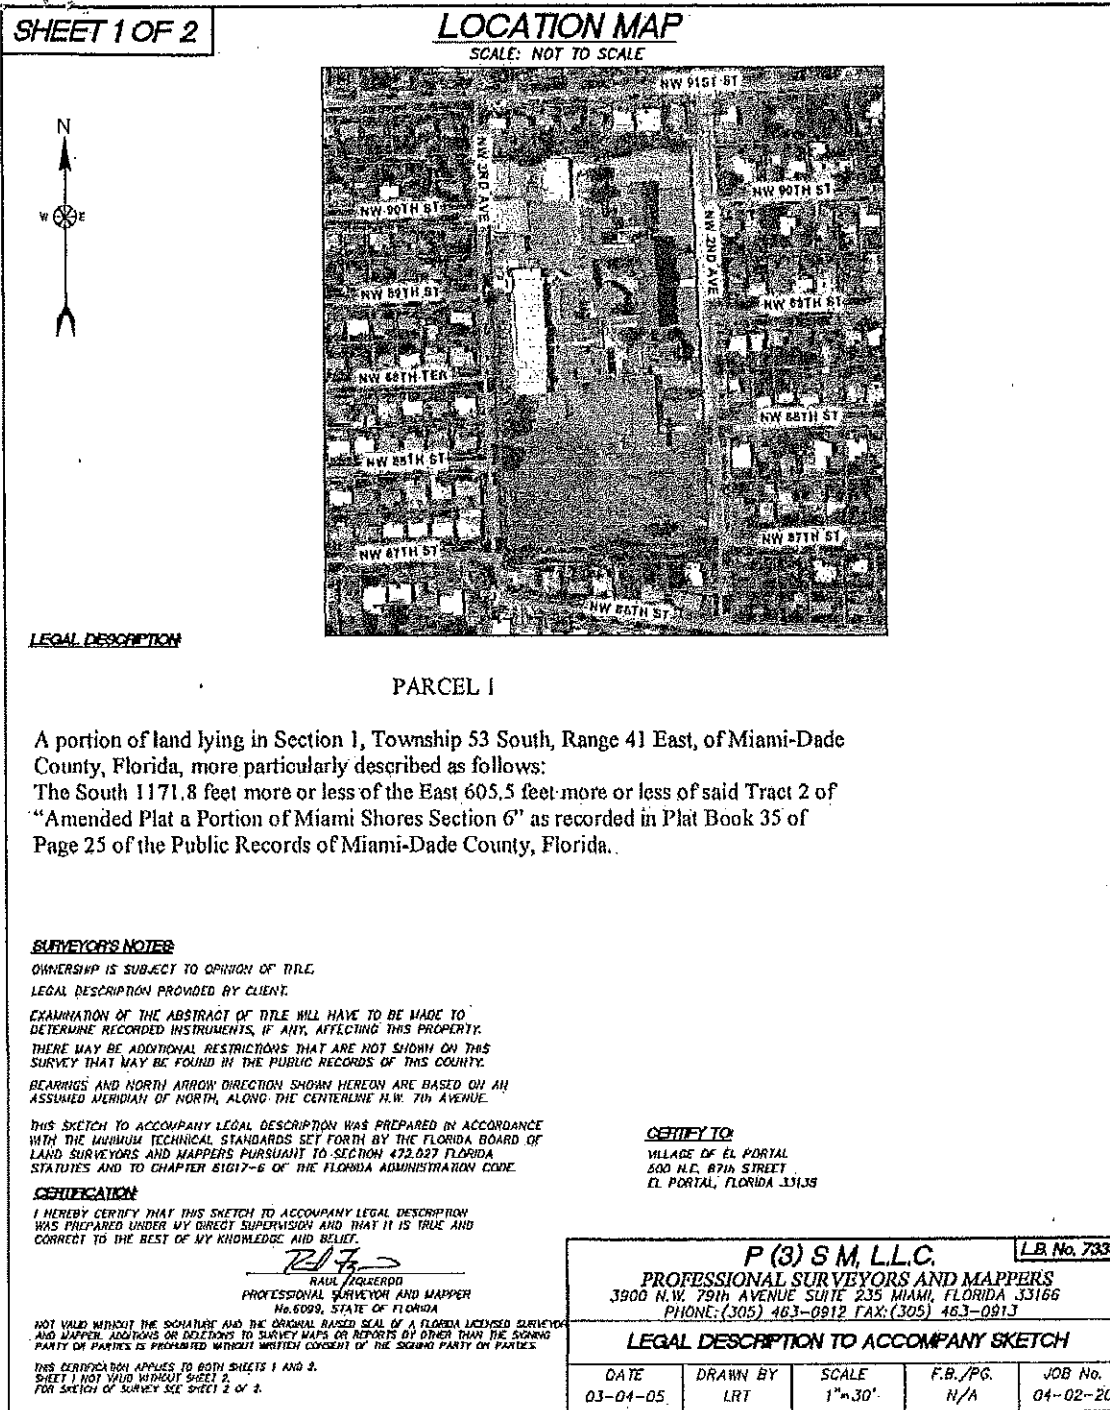 SHEET 1 OF 2
LOCATION MAP
SCALE: NOT TO SCALE
N
W E
NW 91ST ST
NW 3RD AVE
NW 90TH ST
NW 90TH ST
NW 2ND AVE
NW 89TH ST
NW 89TH ST
NW 88TH TER
NW 88TH ST
NW 88TH ST
NW 87TH ST
NW 87TH ST
NW 86TH ST
LEGAL DESCRIPTION
PARCEL 1
A portion of land lying in Section 1, Township 53 South, Range 41 East, of Miami-Dade
County, Florida, more particularly described as follows:
The South 1171.8 feet more or less of the East 605.5 feet more or less of said Tract 2 of
“Amended Plat a Portion of Miami Shores Section 6” as recorded in Plat Book 35 of
Page 25 of the Public Records of Miami-Dade County, Florida.
SURVEYOR'S NOTES:
OWNERSHIP IS SUBJECT TO OPINION OF TITLE.
LEGAL DESCRIPTION PROVIDED BY CLIENT.
EXAMINATION OF THE ABSTRACT OF TITLE WILL HAVE TO BE MADE TO
DETERMINE RECORDED INSTRUMENTS, IF ANY, AFFECTING THIS PROPERTY.
THERE MAY BE ADDITIONAL RESTRICTIONS THAT ARE NOT SHOWN ON THIS
SURVEY THAT MAY BE FOUND IN THE PUBLIC RECORDS OF THIS COUNTY.
BEARINGS AND NORTH ARROW DIRECTION SHOWN HEREON ARE BASED ON AN
ASSUMED MERIDIAN OF NORTH, ALONG THE CENTERLINE N.W. 7th AVENUE.
THIS SKETCH TO ACCOMPANY LEGAL DESCRIPTION WAS PREPARED IN ACCORDANCE
WITH THE MINIMUM TECHNICAL STANDARDS SET FORTH BY THE FLORIDA BOARD OF
LAND SURVEYORS AND MAPPERS PURSUANT TO SECTION 472.027 FLORIDA
STATUTES AND TO CHAPTER 61G17-6 OF THE FLORIDA ADMINISTRATION CODE.
CERTIFY TO:
VILLAGE OF EL PORTAL
500 N.E. 87th STREET
EL PORTAL, FLORIDA 33138
CERTIFICATION:
I HEREBY CERTIFY THAT THIS SKETCH TO ACCOMPANY LEGAL DESCRIPTION
WAS PREPARED UNDER MY DIRECT SUPERVISION AND THAT IT IS TRUE AND
CORRECT TO THE BEST OF MY KNOWLEDGE AND BELIEF.
RAUL IZQUIERDO
PROFESSIONAL SURVEYOR AND MAPPER
No.6099, STATE OF FLORIDA
NOT VALID WITHOUT THE SIGNATURE AND THE ORIGINAL RAISED SEAL OF A FLORIDA LICENSED SURVEYOR
AND MAPPER. ADDITIONS OR DELETIONS TO SURVEY MAPS OR REPORTS BY OTHER THAN THE SIGNING
PARTY OR PARTIES IS PROHIBITED WITHOUT WRITTEN CONSENT OF THE SIGNING PARTY OR PARTIES.
THIS CERTIFICATION APPLIES TO BOTH SHEETS 1 AND 2.
SHEET 1 NOT VALID WITHOUT SHEET 2.
FOR SKETCH OF SURVEY SEE SHEET 2 OF 2.
P (3) S M, L.L.C.
L.B. No. 733
PROFESSIONAL SURVEYORS AND MAPPERS
3900 N.W. 79th AVENUE SUITE 235 MIAMI, FLORIDA 33166
PHONE:(305) 463-0912 FAX:(305) 463-0913
LEGAL DESCRIPTION TO ACCOMPANY SKETCH
DATE DRAWN BY SCALE F.B./PG. JOB No.
03-04-05 LRT 1"=30' N/A 04-02-20